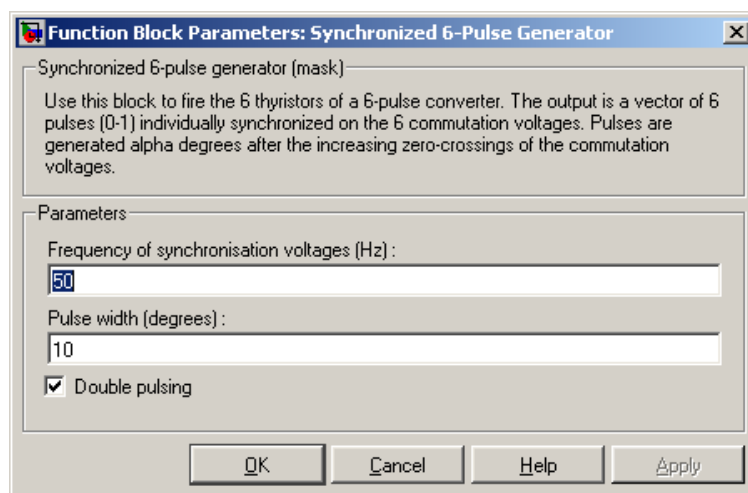 Function Block Parameters: Synchronized 6-Pulse Generator
Synchronized 6-pulse generator (mask)
Use this block to fire the 6 thyristors of a 6-pulse converter. The output is a vector of 6
pulses (0-1) individually synchronized on the 6 commutation voltages. Pulses are
generated alpha degrees after the increasing zero-crossings of the commutation
voltages.
Parameters
Frequency of synchronisation voltages (Hz) :
50
Pulse width (degrees) :
10
Double pulsing
OK Cancel Help Apply